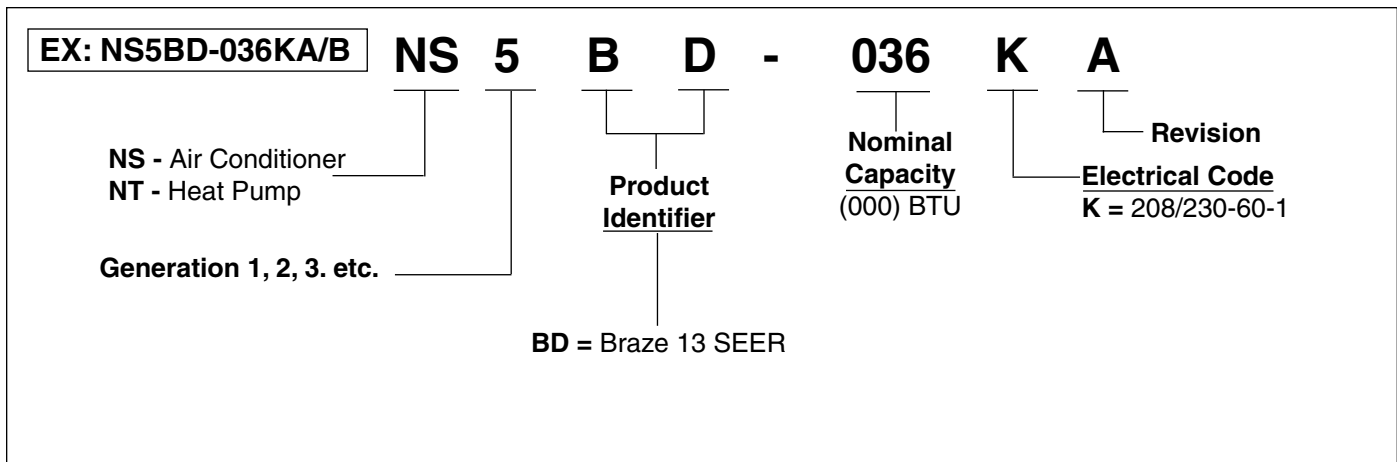 EX: NS5BD-036KA/B NS 5 B D - 036 K A
NS - Air Conditioner
NT - Heat Pump
Generation 1, 2, 3. etc.
Product
Identifier
BD = Braze 13 SEER
Nominal
Capacity
(000) BTU
Revision
Electrical Code
K = 208/230-60-1